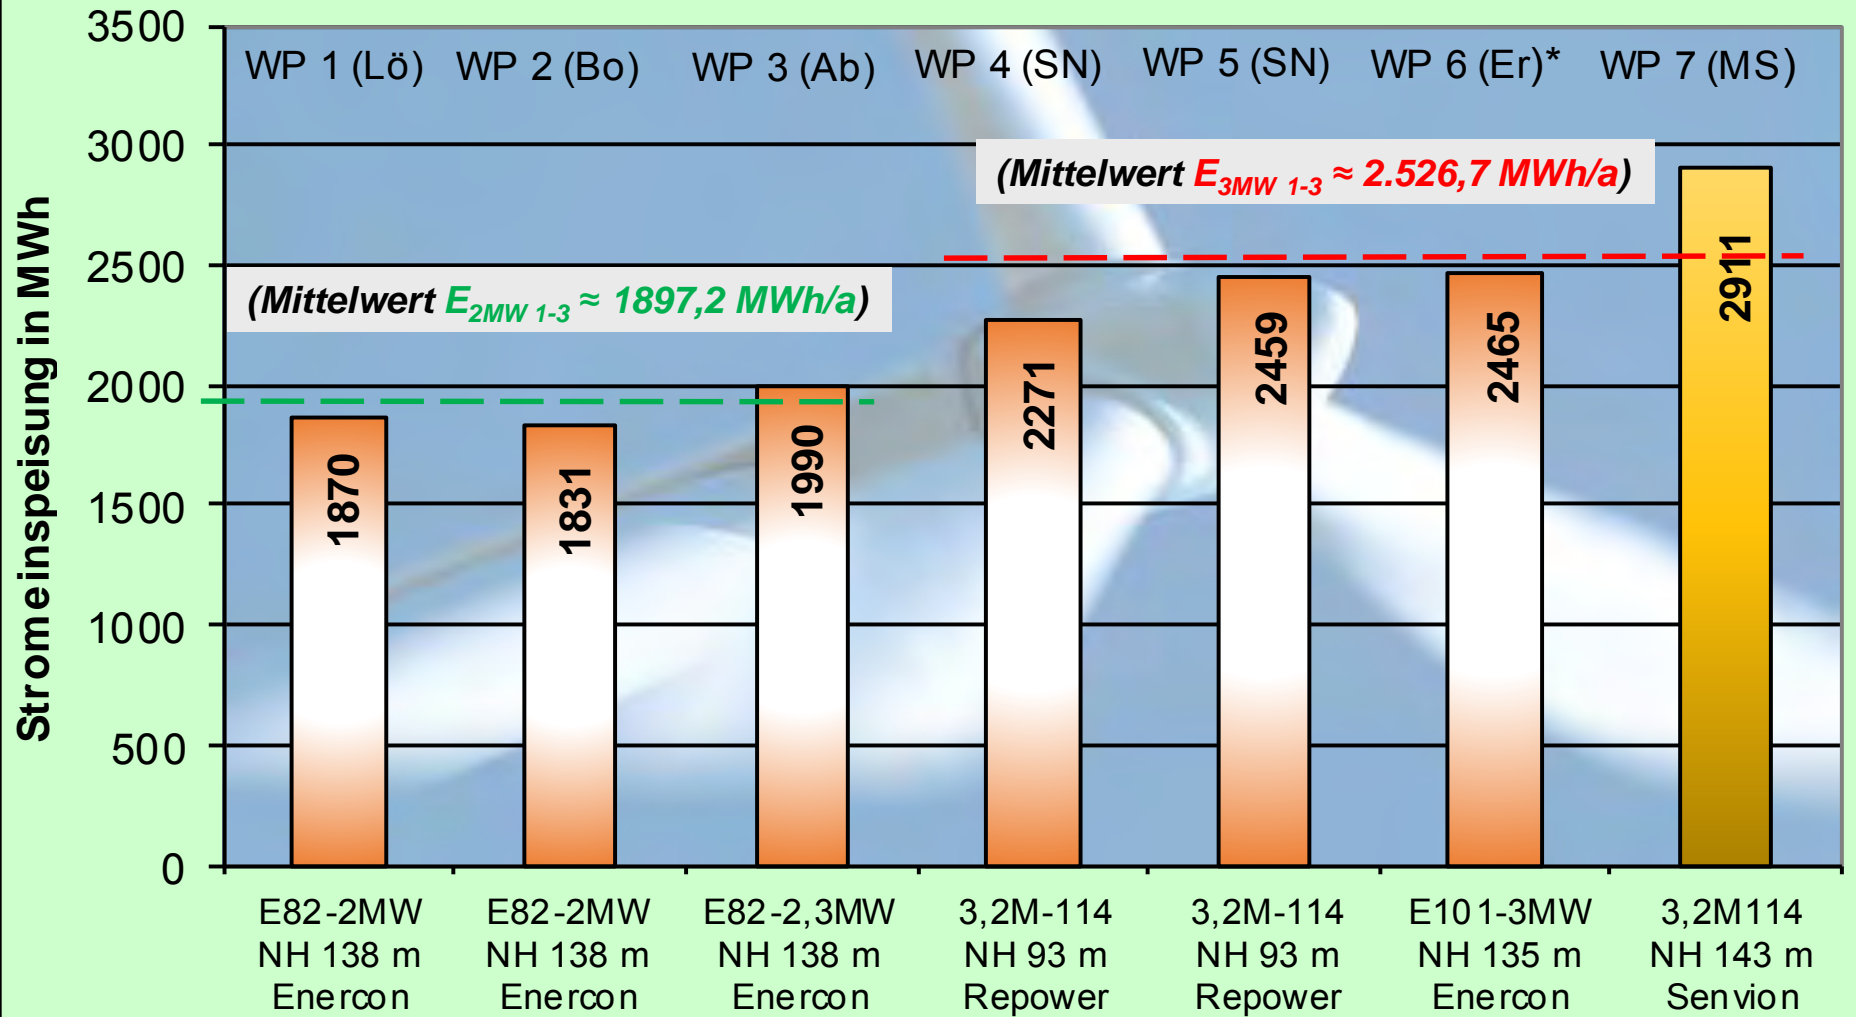 Stromeinspeisung in MWh
3500
3000
2500
2000
1500
1000
500
0
WP 1 (Lö) WP 2 (Bo) WP 3 (Ab) WP 4 (SN) WP 5 (SN) WP 6 (Er)* WP 7 (MS)
(Mittelwert E3MW 1-3 ≈ 2.526,7 MWh/a)
(Mittelwert E2MW 1-3 ≈ 1897,2 MWh/a)
1870 1831 1990 2271 2459 2465 2911
E82-2MW E82-2MW E82-2,3MW 3,2M-114 3,2M-114 E101-3MW 3,2M114
NH 138 m NH 138 m NH 138 m NH 93 m NH 93 m NH 135 m NH 143 m
Enercon Enercon Enercon Repower Repower Enercon Senvion